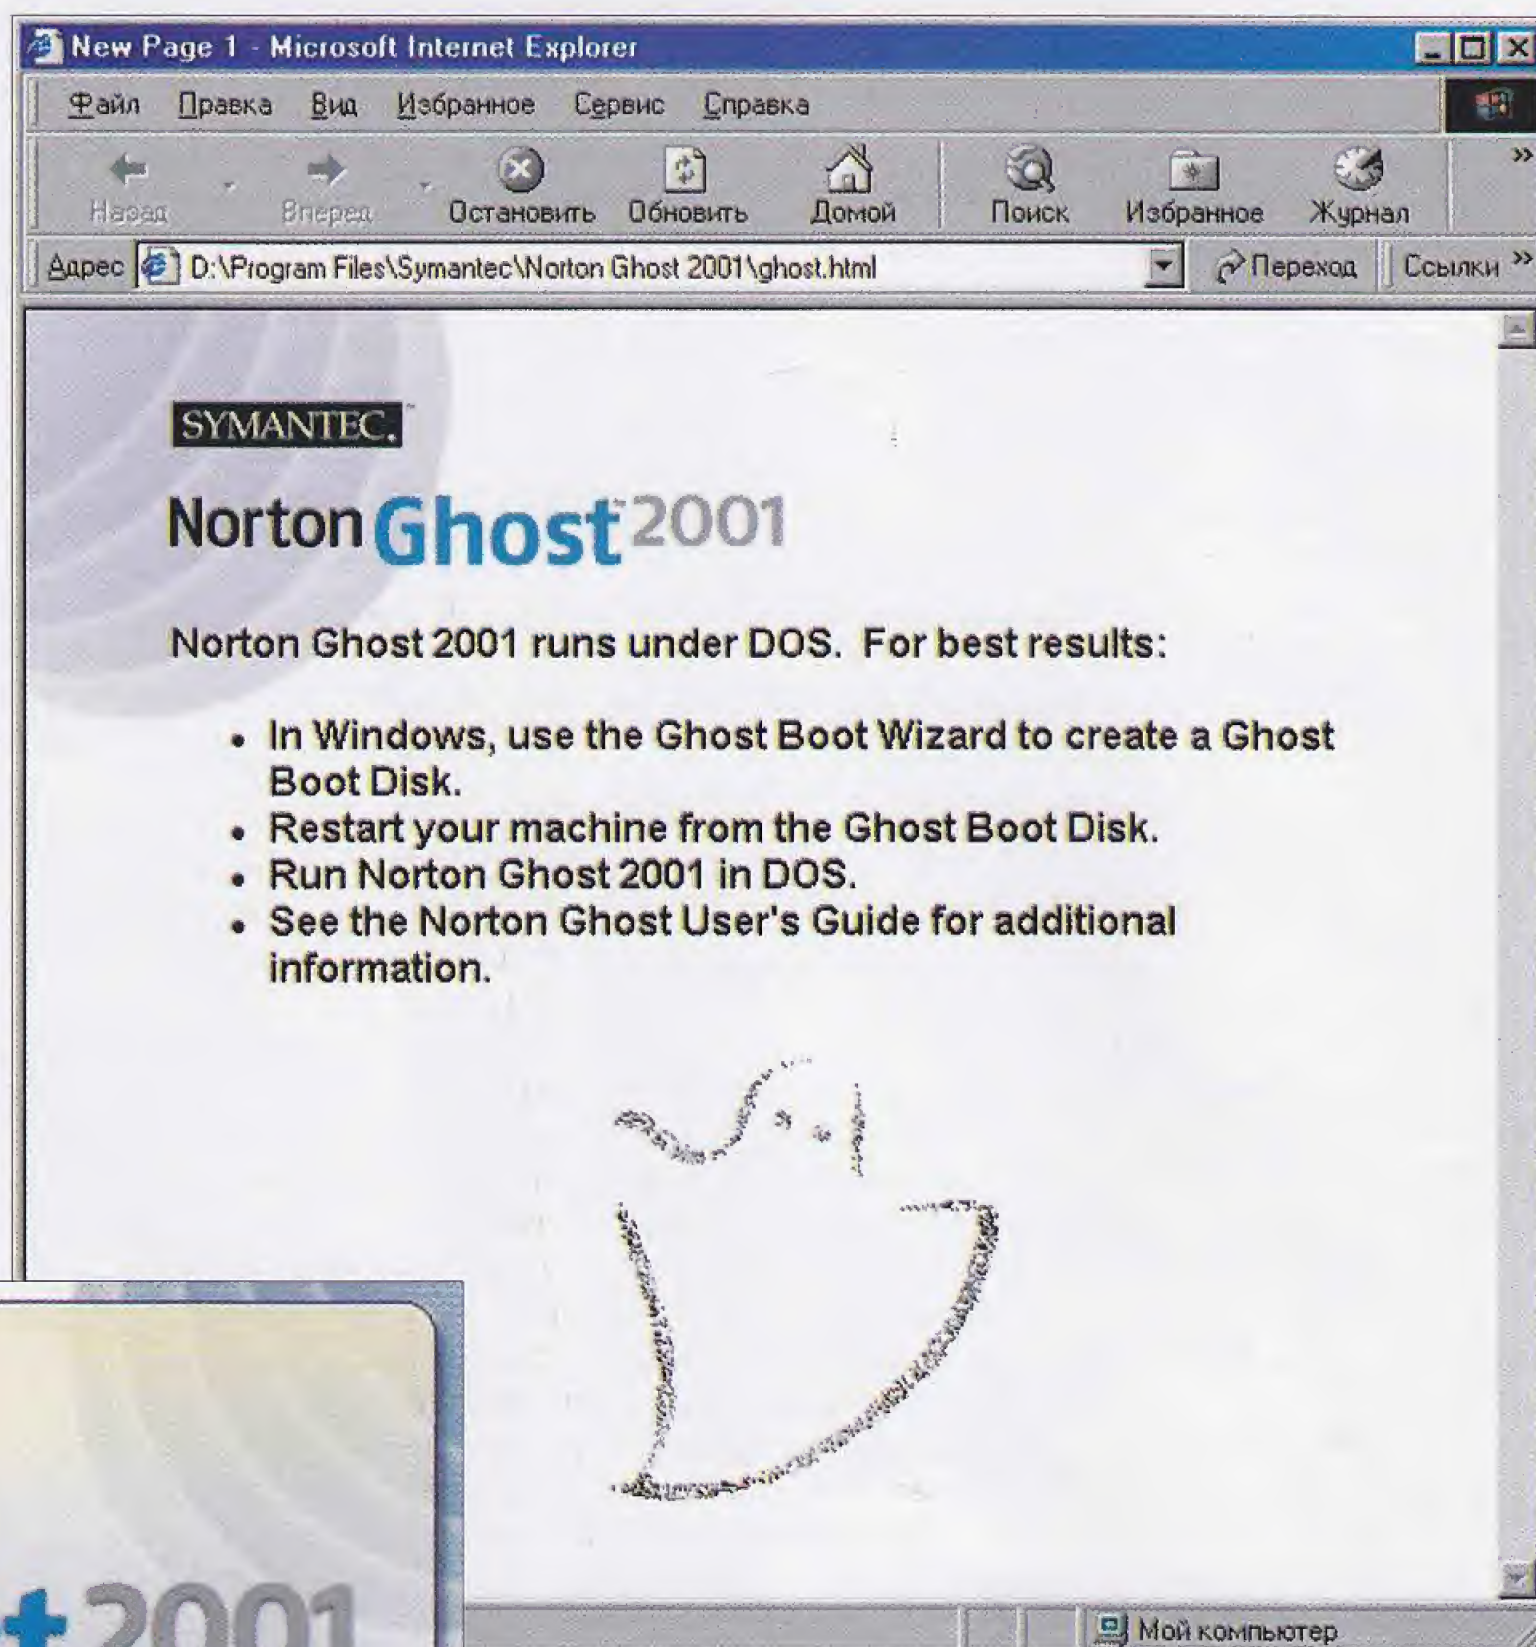 New Page 1 - Microsoft Internet Explorer
Файл Правка Вид Избранное Сервис Справка
»
Назад Вперед Остановить Обновить Домой Поиск Избранное Журнал
Адрес D:\Program Files\Symantec\Norton Ghost 2001\ghost.html Переход Ссылки »
SYMANTEC.™
Norton Ghost™ 2001
Norton Ghost 2001 runs under DOS. For best results:
• In Windows, use the Ghost Boot Wizard to create a Ghost
Boot Disk.
• Restart your machine from the Ghost Boot Disk.
• Run Norton Ghost 2001 in DOS.
• See the Norton Ghost User's Guide for additional
information.
2001
Мой компьютер